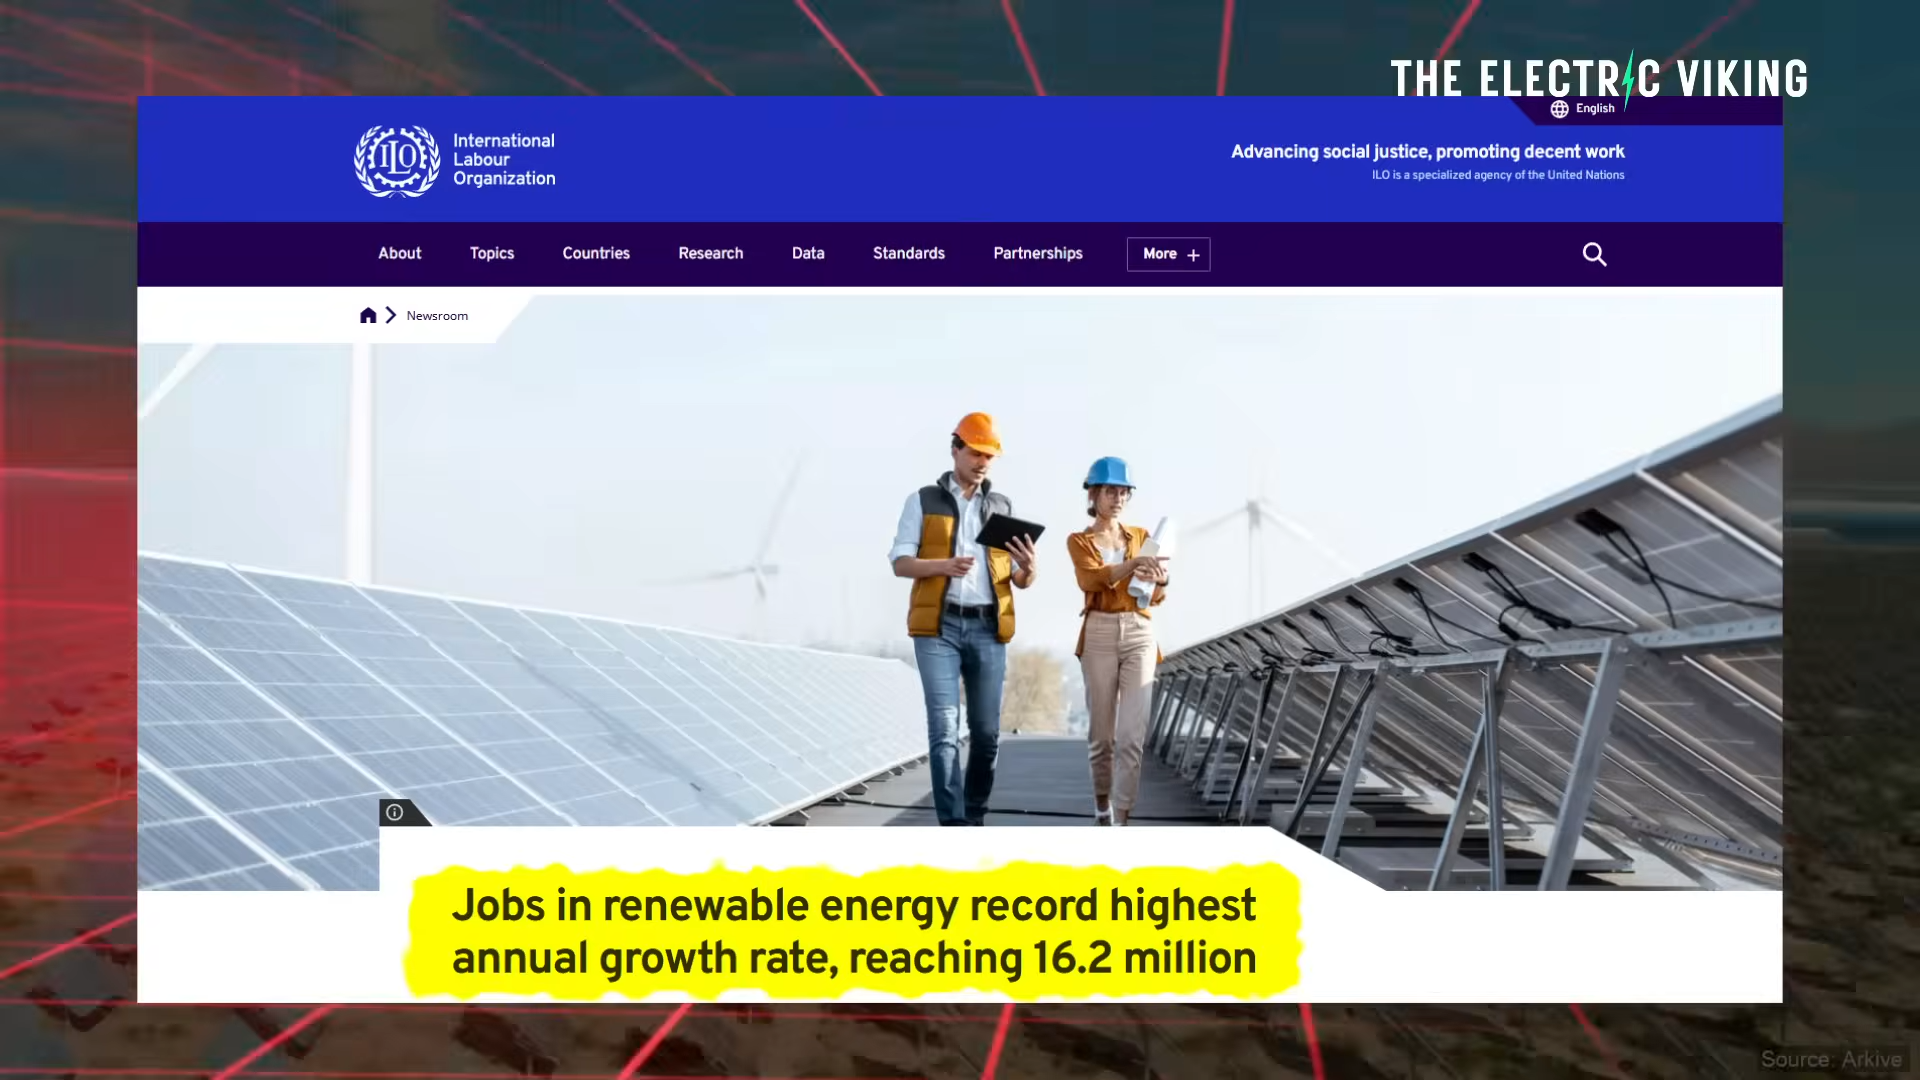 THE ELECTRIC VIKING
English
International
Labour
Organization
ILO
Advancing social justice, promoting decent work
ILO is a specialized agency of the United Nations
About Topics Countries Research Data Standards Partnerships More +
Newsroom
Jobs in renewable energy record highest
annual growth rate, reaching 16.2 million
Source: Arkive